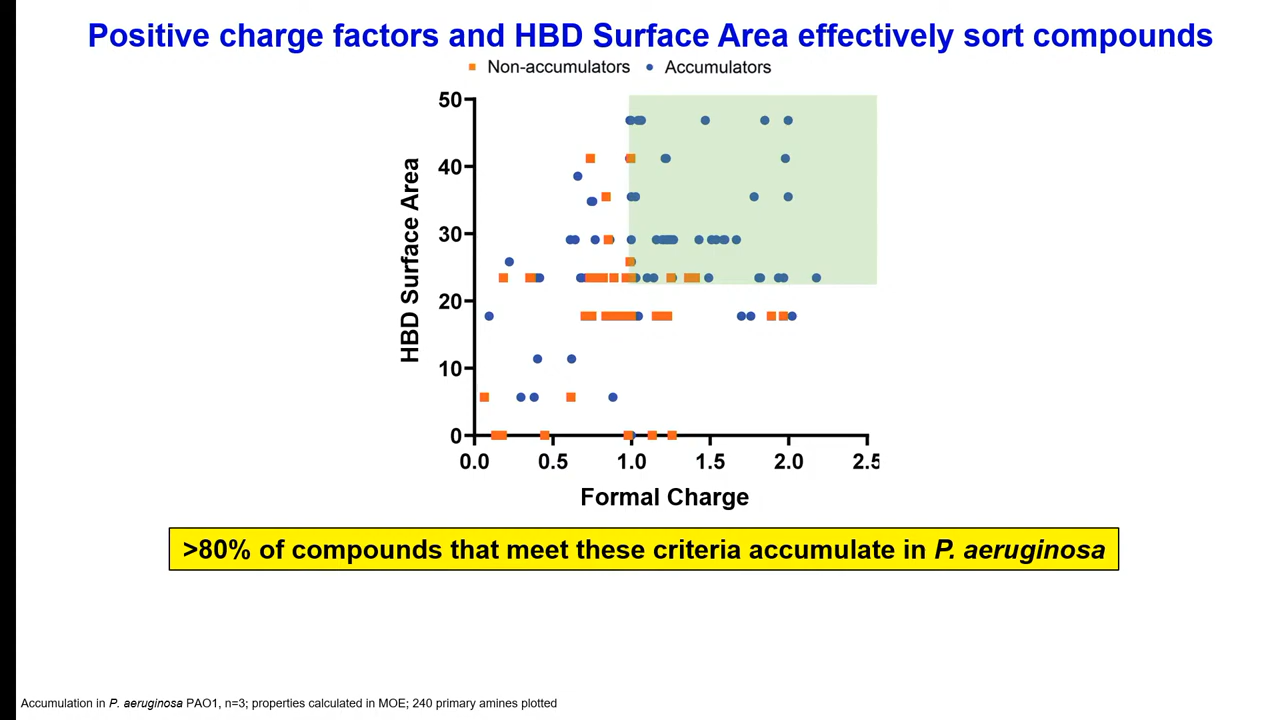 Positive charge factors and HBD Surface Area effectively sort compounds
Non-accumulators Accumulators
50
40
30
20
10
0
HBD Surface Area
0.0 0.5 1.0 1.5 2.0 2.5
Formal Charge
>80% of compounds that meet these criteria accumulate in P. aeruginosa
Accumulation in P. aeruginosa PAO1, n=3; properties calculated in MOE; 240 primary amines plotted